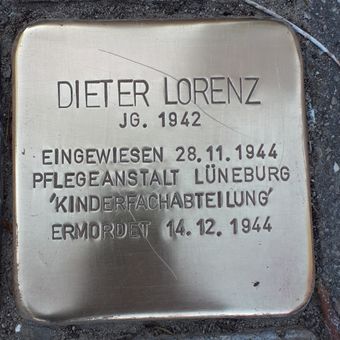 DIETER LORENZ
JG. 1942
EINGEWIESEN 28.11.1944
PFLEGEANSTALT LÜNEBURG
'KINDERFACHABTEILUNG'
ERMORDET 14.12.1944